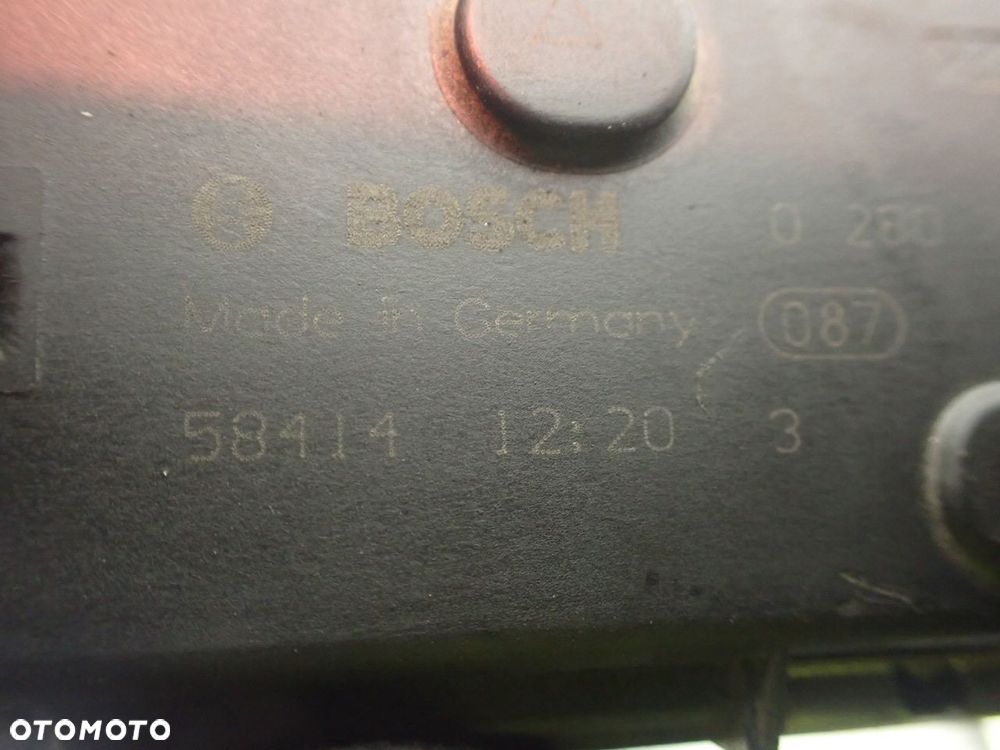 BOSCH 0 280
Made in Germany 087
58414 12:20 3
OTOMOTO